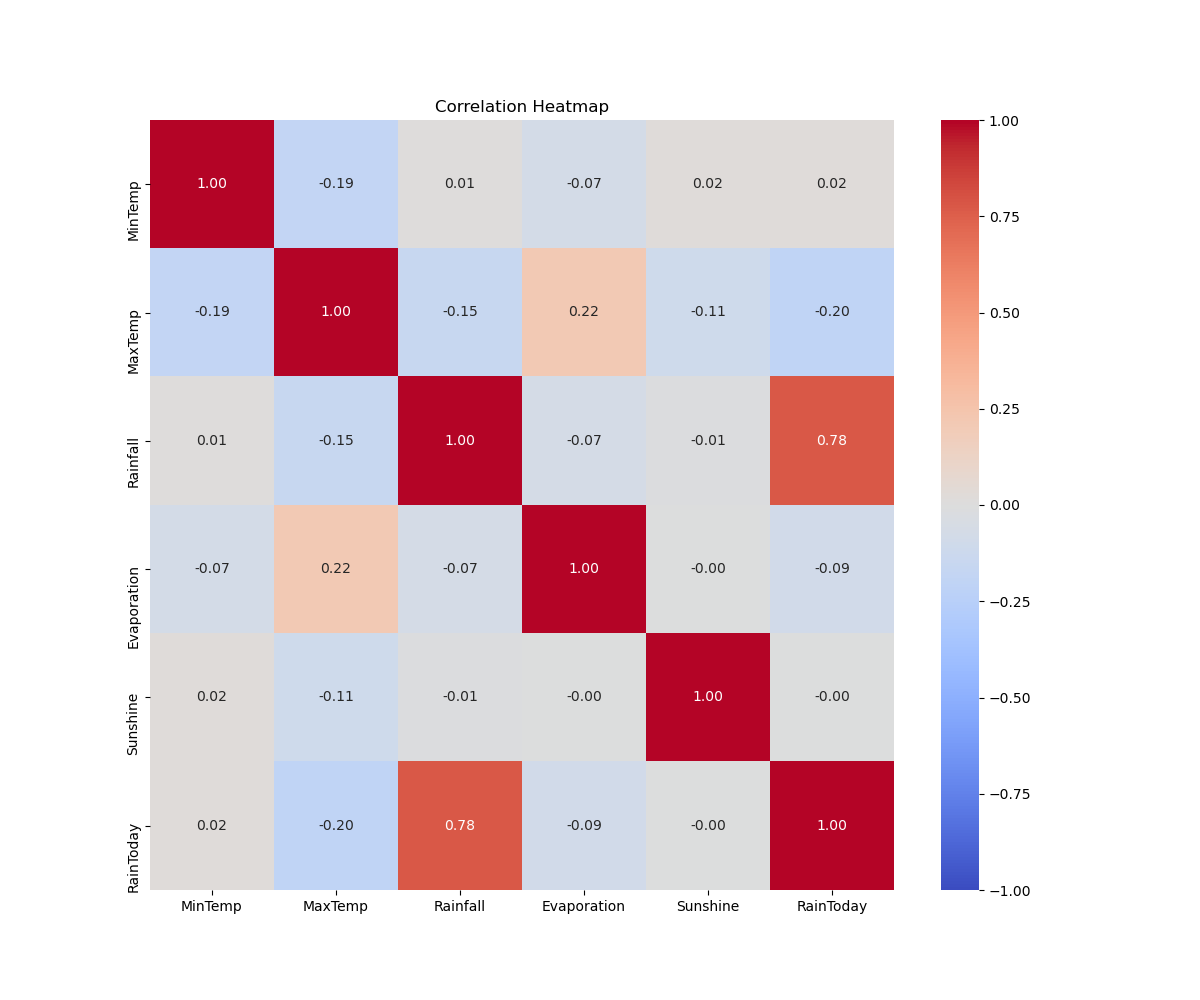 Correlation Heatmap
MinTemp 1.00 -0.19 0.01 -0.07 0.02 0.02
MaxTemp -0.19 1.00 -0.15 0.22 -0.11 -0.20
Rainfall 0.01 -0.15 1.00 -0.07 -0.01 0.78
Evaporation -0.07 0.22 -0.07 1.00 -0.00 -0.09
Sunshine 0.02 -0.11 -0.01 -0.00 1.00 -0.00
RainToday 0.02 -0.20 0.78 -0.09 -0.00 1.00
MinTemp MaxTemp Rainfall Evaporation Sunshine RainToday
1.00
0.75
0.50
0.25
0.00
−0.25
−0.50
−0.75
−1.00